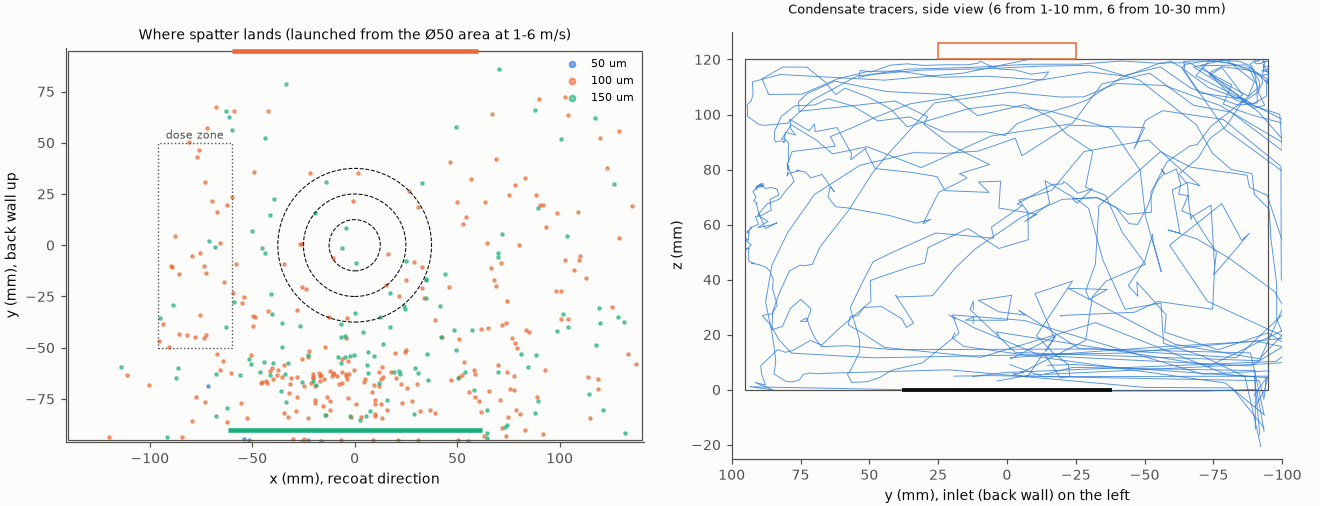 Where spatter lands (launched from the Ø50 area at 1-6 m/s)
50 um
100 um
150 um
dose zone
75
50
25
0
−25
−50
−75
−100
−50
0
50
100
x (mm), recoat direction
y (mm), back wall up
Condensate tracers, side view (6 from 1-10 mm, 6 from 10-30 mm)
120
100
80
60
40
20
0
−20
100
75
50
25
0
−25
−50
−75
−100
y (mm), inlet (back wall) on the left
z (mm)